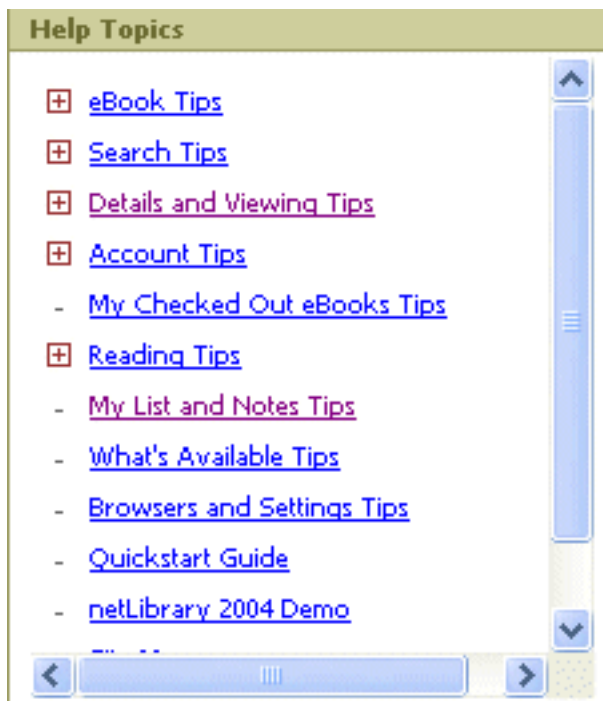 Help Topics
eBook Tips
Search Tips
Details and Viewing Tips
Account Tips
- My Checked Out eBooks Tips
Reading Tips
- My List and Notes Tips
- What's Available Tips
- Browsers and Settings Tips
- Quickstart Guide
- netLibrary 2004 Demo